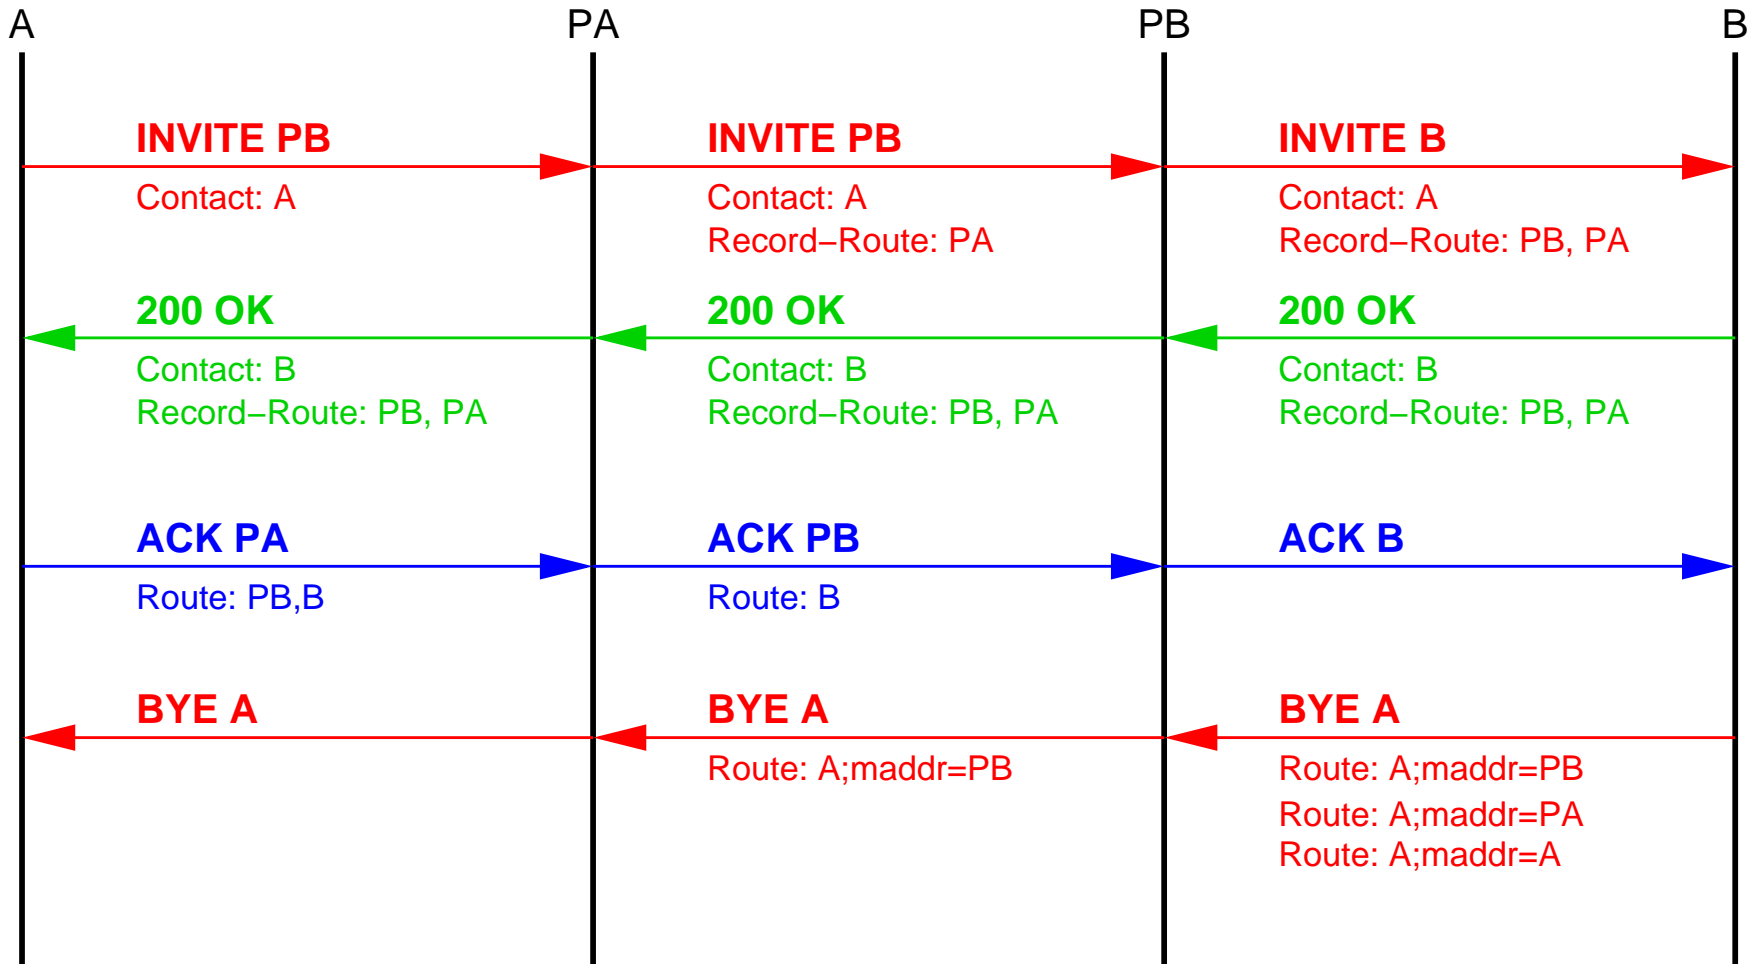 A PA PB B
INVITE PB INVITE PB INVITE B
Contact: A Contact: A Contact: A
Record−Route: PA Record−Route: PB, PA
200 OK 200 OK 200 OK
Contact: B Contact: B Contact: B
Record−Route: PB, PA Record−Route: PB, PA Record−Route: PB, PA
ACK PA ACK PB ACK B
Route: PB,B Route: B
BYE A BYE A BYE A
Route: A;maddr=PB Route: A;maddr=PB
Route: A;maddr=PA
Route: A;maddr=A